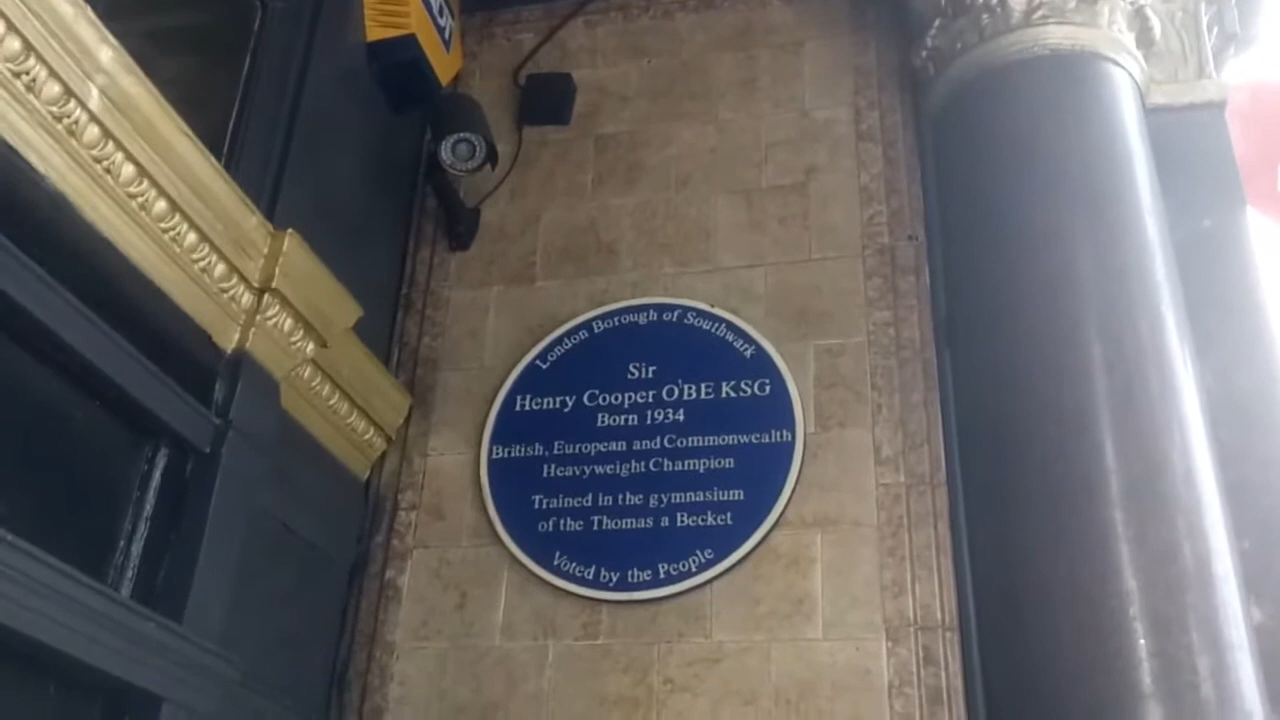 London Borough of Southwark
Sir
Henry Cooper O'BE KSG
Born 1934
British, European and Commonwealth
Heavyweight Champion
Trained in the gymnasium
of the Thomas a Becket
Voted by the People